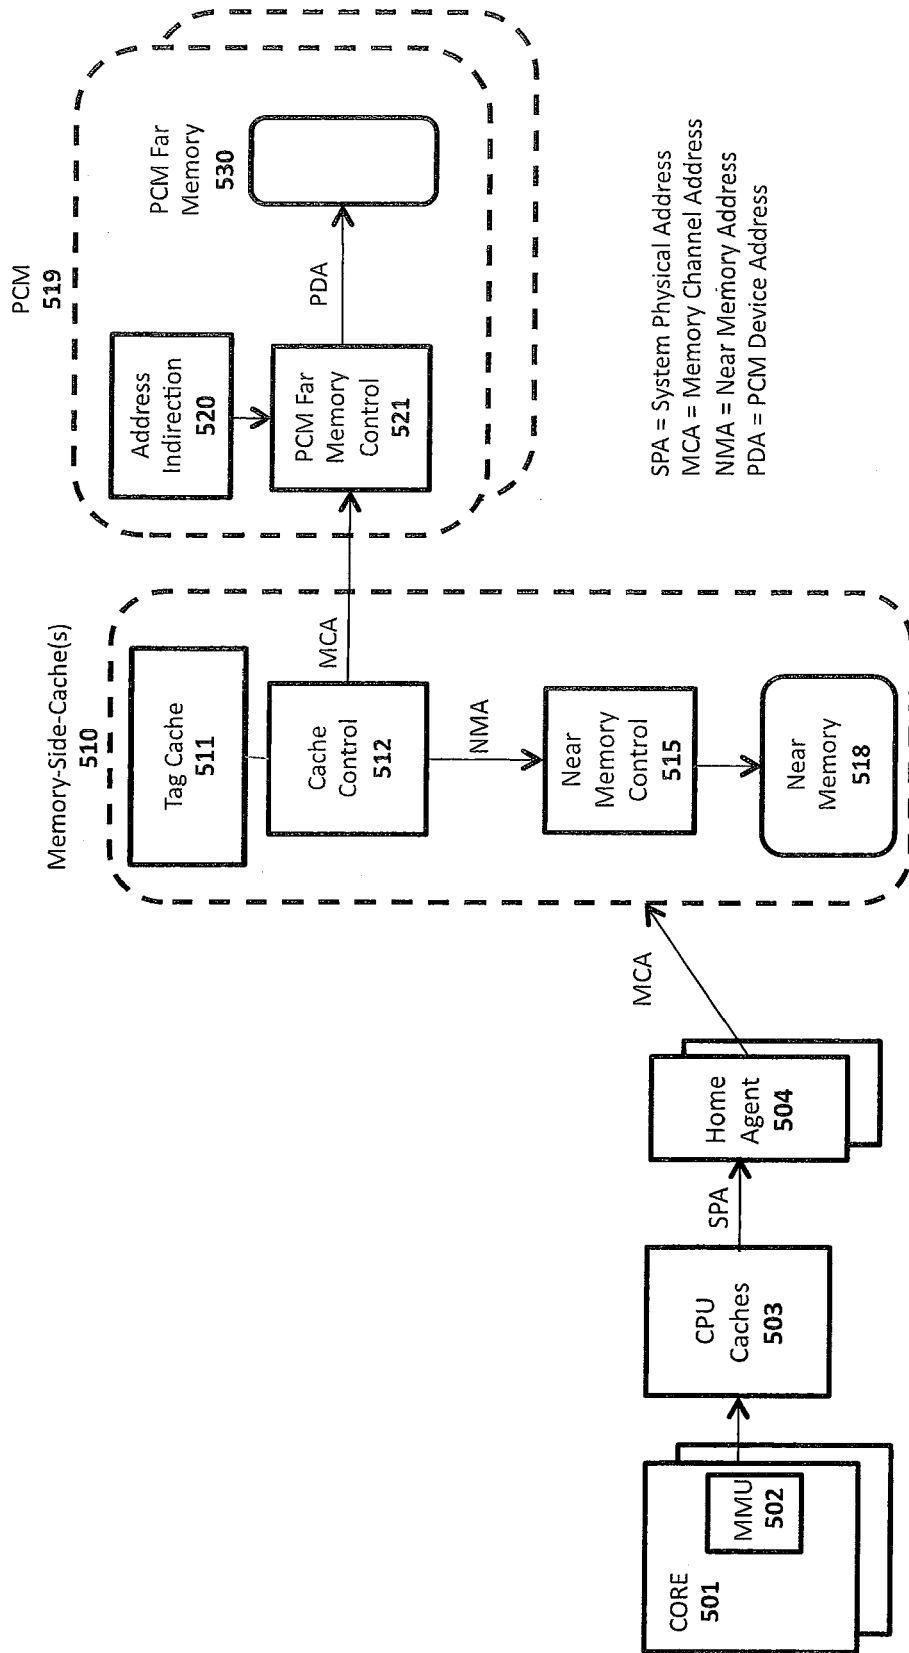 CORE
501
MMU
502
CPU
Caches
503
SPA
Home
Agent
504
MCA
Memory-Side-Cache(s)
510
Tag Cache
511
Cache
Control
512
NMA
Near
Memory
Control
515
Near
Memory
518
MCA
PCM
519
Address
Indirection
520
PCM Far
Memory
Control
521
PDA
PCM Far
Memory
530
SPA = System Physical Address
MCA = Memory Channel Address
NMA = Near Memory Address
PDA = PCM Device Address